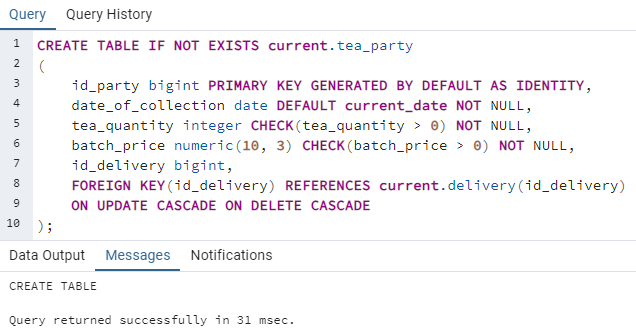 Query Query History
1 CREATE TABLE IF NOT EXISTS current.tea_party
2 (
3 id_party bigint PRIMARY KEY GENERATED BY DEFAULT AS IDENTITY,
4 date_of_collection date DEFAULT current_date NOT NULL,
5 tea_quantity integer CHECK(tea_quantity > 0) NOT NULL,
6 batch_price numeric(10, 3) CHECK(batch_price > 0) NOT NULL,
7 id_delivery bigint,
8 FOREIGN KEY(id_delivery) REFERENCES current.delivery(id_delivery)
9 ON UPDATE CASCADE ON DELETE CASCADE
10 );
Data Output Messages Notifications
CREATE TABLE
Query returned successfully in 31 msec.